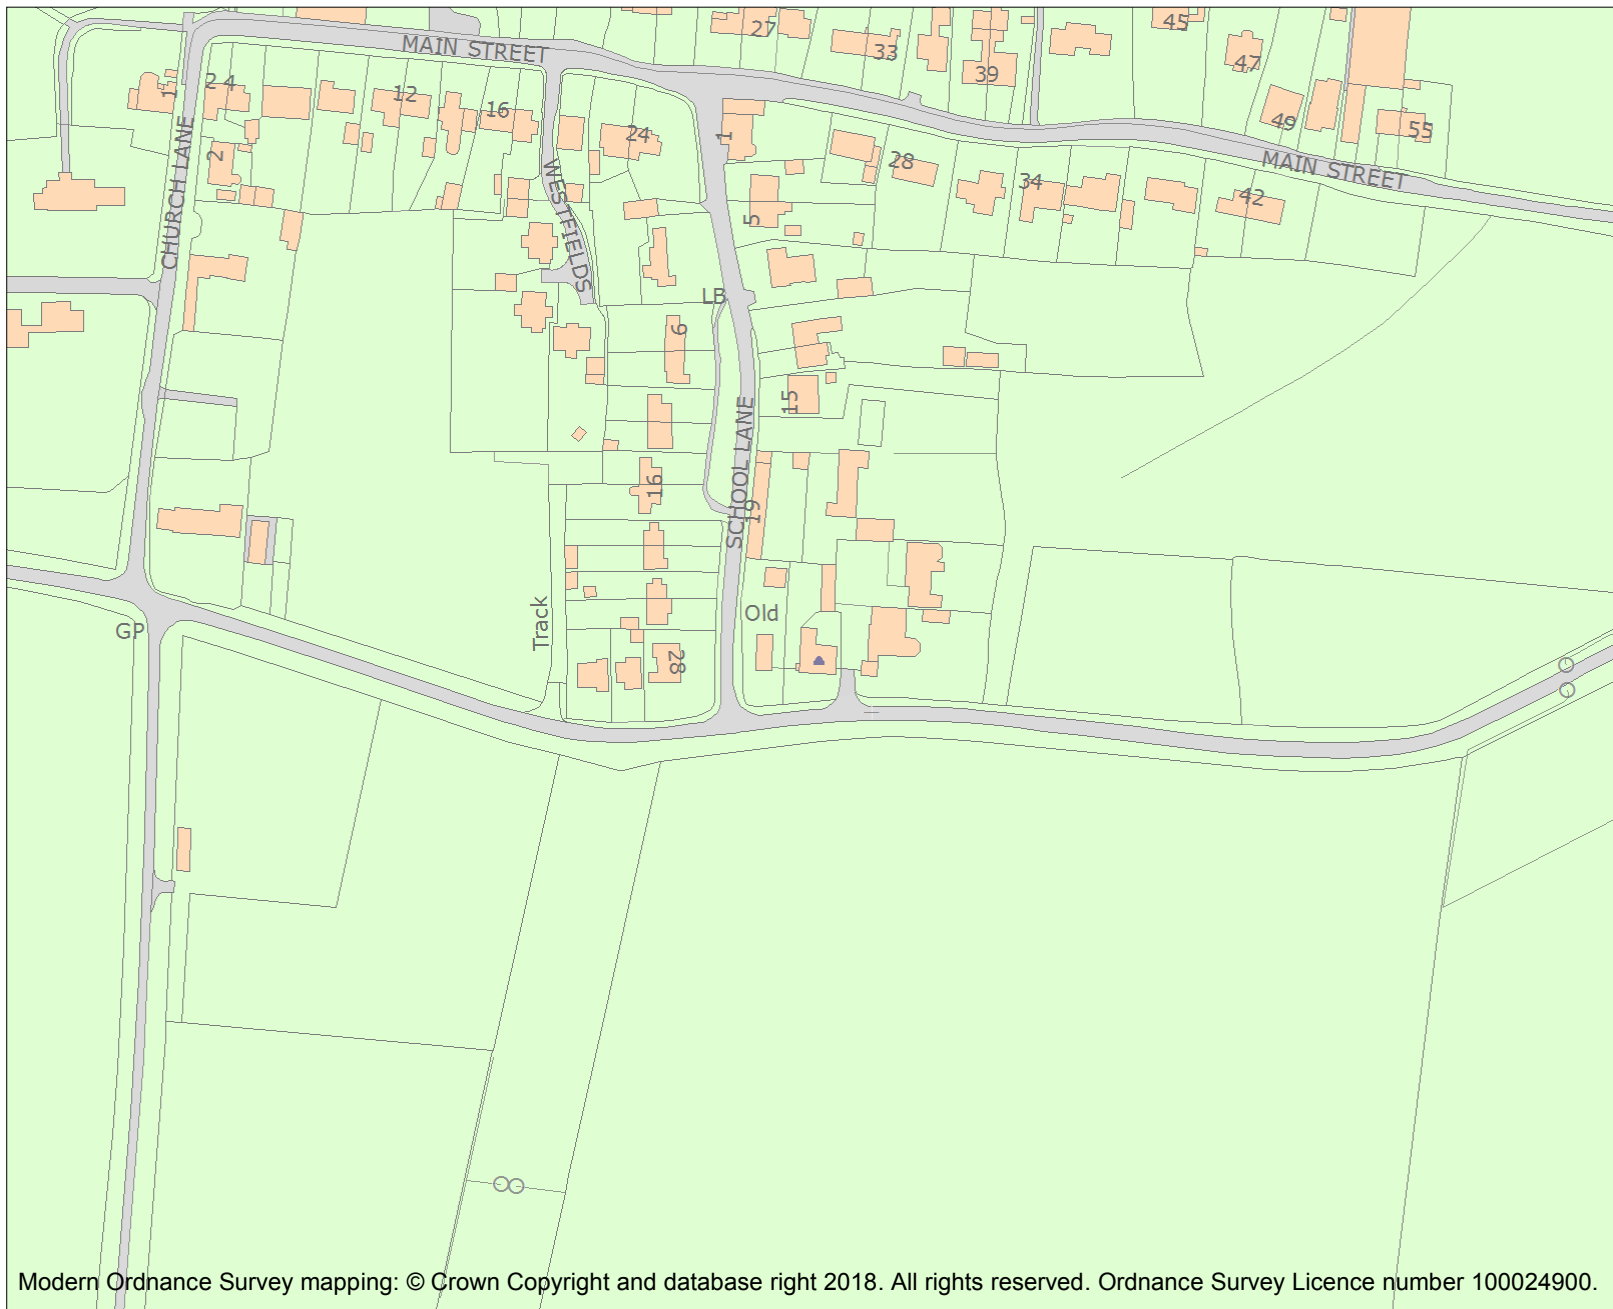 MAIN STREET
27
33
39
45
47
49
55
1
2 4
12
16
24
1
28
34
42
MAIN STREET
2
CHURCH LANE
WESTFIELDS
5
LB
6
15
SCHOOL LANE
16
19
Track
Old
GP
28
Modern Ordnance Survey mapping: © Crown Copyright and database right 2018. All rights reserved. Ordnance Survey Licence number 100024900.